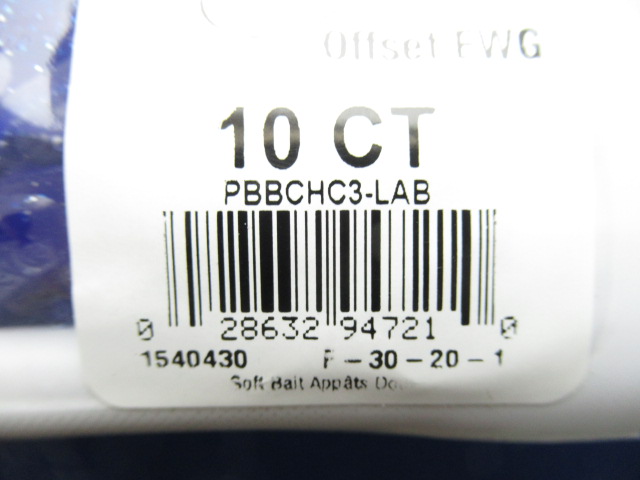 Offset EWG
10 CT
PBBCHC3-LAB
0 28632 94721 0
1540430 F-30-20-1
Soft Bait Appâts